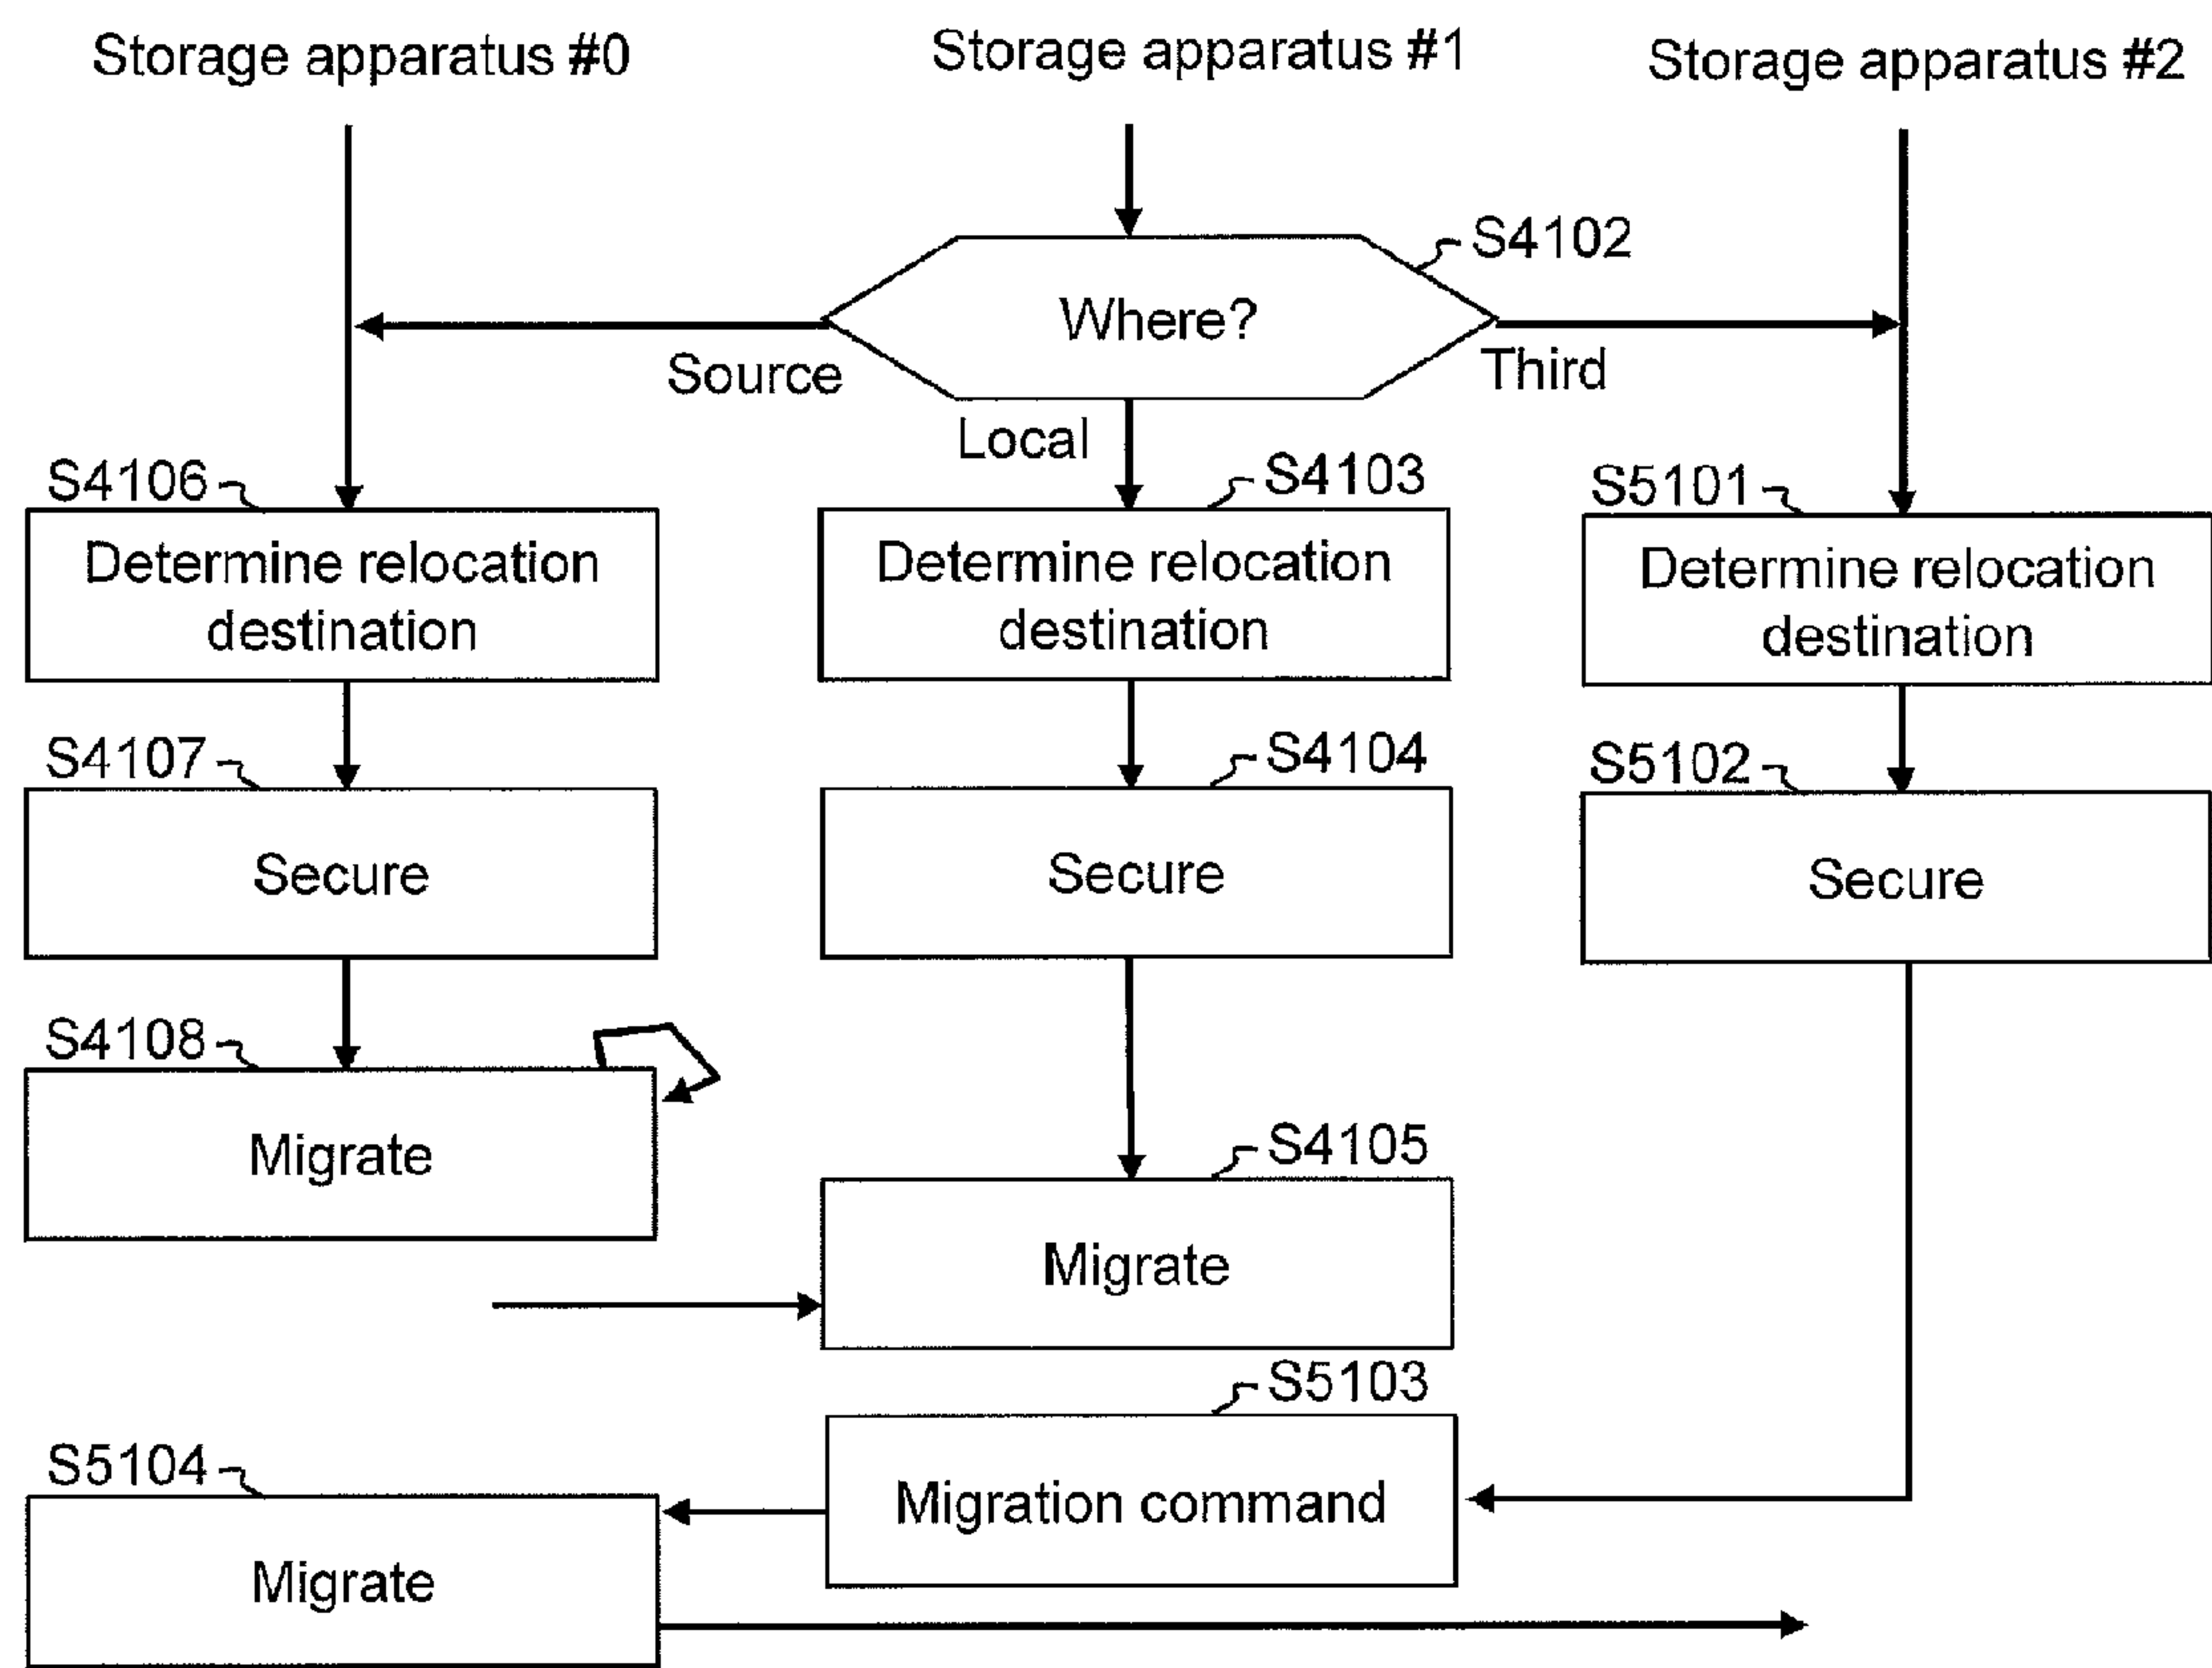 Storage apparatus #0
Storage apparatus #1
Storage apparatus #2
S4102
Where?
Source
Third
Local
S4106
S4103
S5101
Determine relocation
destination
Determine relocation
destination
Determine relocation
destination
S4107
S4104
S5102
Secure
Secure
Secure
S4108
Migrate
S4105
Migrate
S5103
Migration command
S5104
Migrate